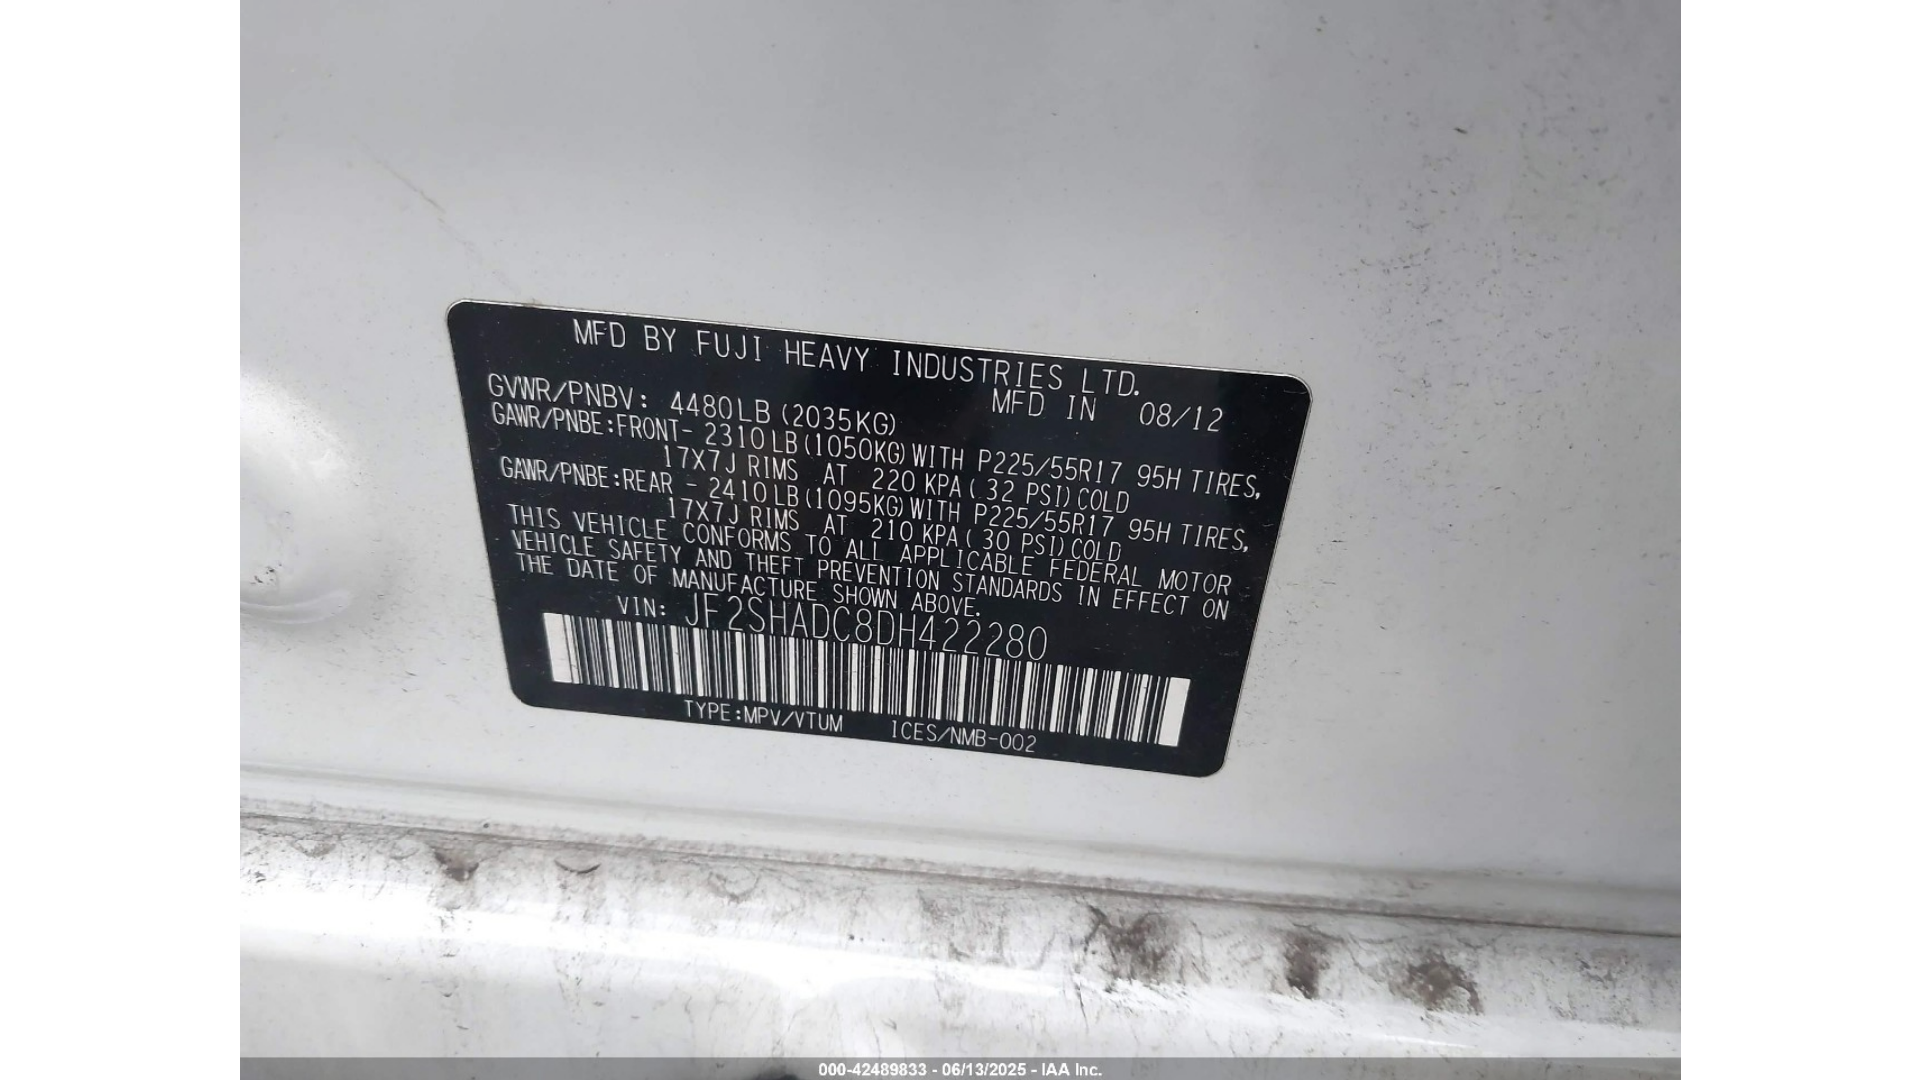 MFD BY FUJI HEAVY INDUSTRIES LTD.
MFD IN 08/12
GVWR/PNBV: 4480LB (2035KG)
GAWR/PNBE:FRONT- 2310LB (1050KG) WITH P225/55R17 95H TIRES,
17X7J RIMS AT 220 KPA ( 32 PSI) COLD
GAWR/PNBE:REAR - 2410LB (1095KG) WITH P225/55R17 95H TIRES,
17X7J RIMS AT 210 KPA ( 30 PSI) COLD
THIS VEHICLE CONFORMS TO ALL APPLICABLE FEDERAL MOTOR
VEHICLE SAFETY AND THEFT PREVENTION STANDARDS IN EFFECT ON
THE DATE OF MANUFACTURE SHOWN ABOVE.
VIN: JF2SHADC8DH422280
TYPE:MPV/VTUM ICES/NMB-002
000-42489833 - 06/13/2025 - IAA Inc.